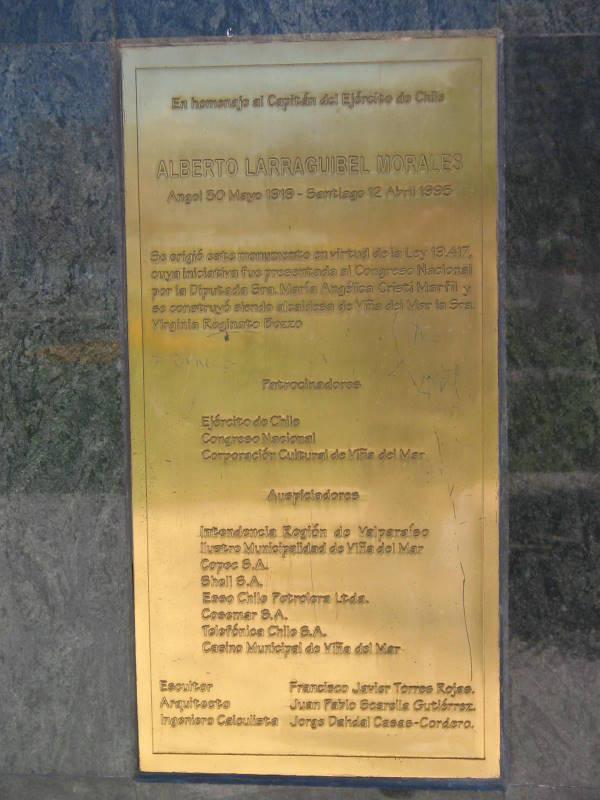 En homenaje al Capitán del Ejército de Chile
ALBERTO LARRAGUIBEL MORALES
Angol 30 Mayo 1919 - Santiago 12 Abril 1995
Se erigió este monumento en virtud de la Ley 19.417,
cuya iniciativa fue presentada al Congreso Nacional
por la Diputada Sra. María Angélica Cristi Marfil y
se construyó siendo alcaldesa de Viña del Mar la Sra.
Virginia Reginato Bozzo
Patrocinadores
Ejército de Chile
Congreso Nacional
Corporación Cultural de Viña del Mar
Auspiciadores
Intendencia Región de Valparaíso
Ilustre Municipalidad de Viña del Mar
Copec S.A.
Shell S.A.
Esso Chile Petrolera Ltda.
Cosemar S.A.
Telefónica Chile S.A.
Casino Municipal de Viña del Mar
Escultor Francisco Javier Torres Rojas.
Arquitecto Juan Pablo Scarella Gutiérrez.
Ingeniero Calculista Jorge Dahdal Casas-Cordero.